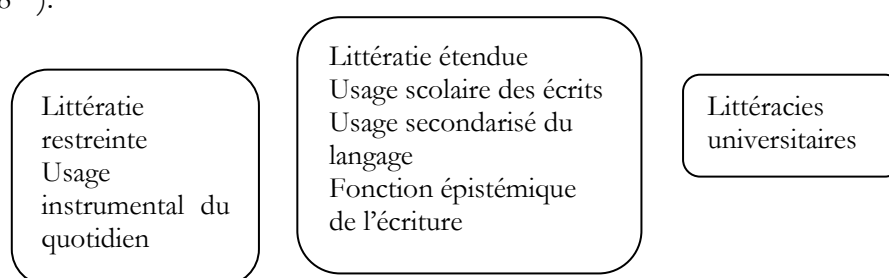 ).
Littératie
restreinte
Usage
instrumental du
quotidien
Littératie étendue
Usage scolaire des écrits
Usage secondarisé du
langage
Fonction épistémique
de l’écriture
Littéracies
universitaires